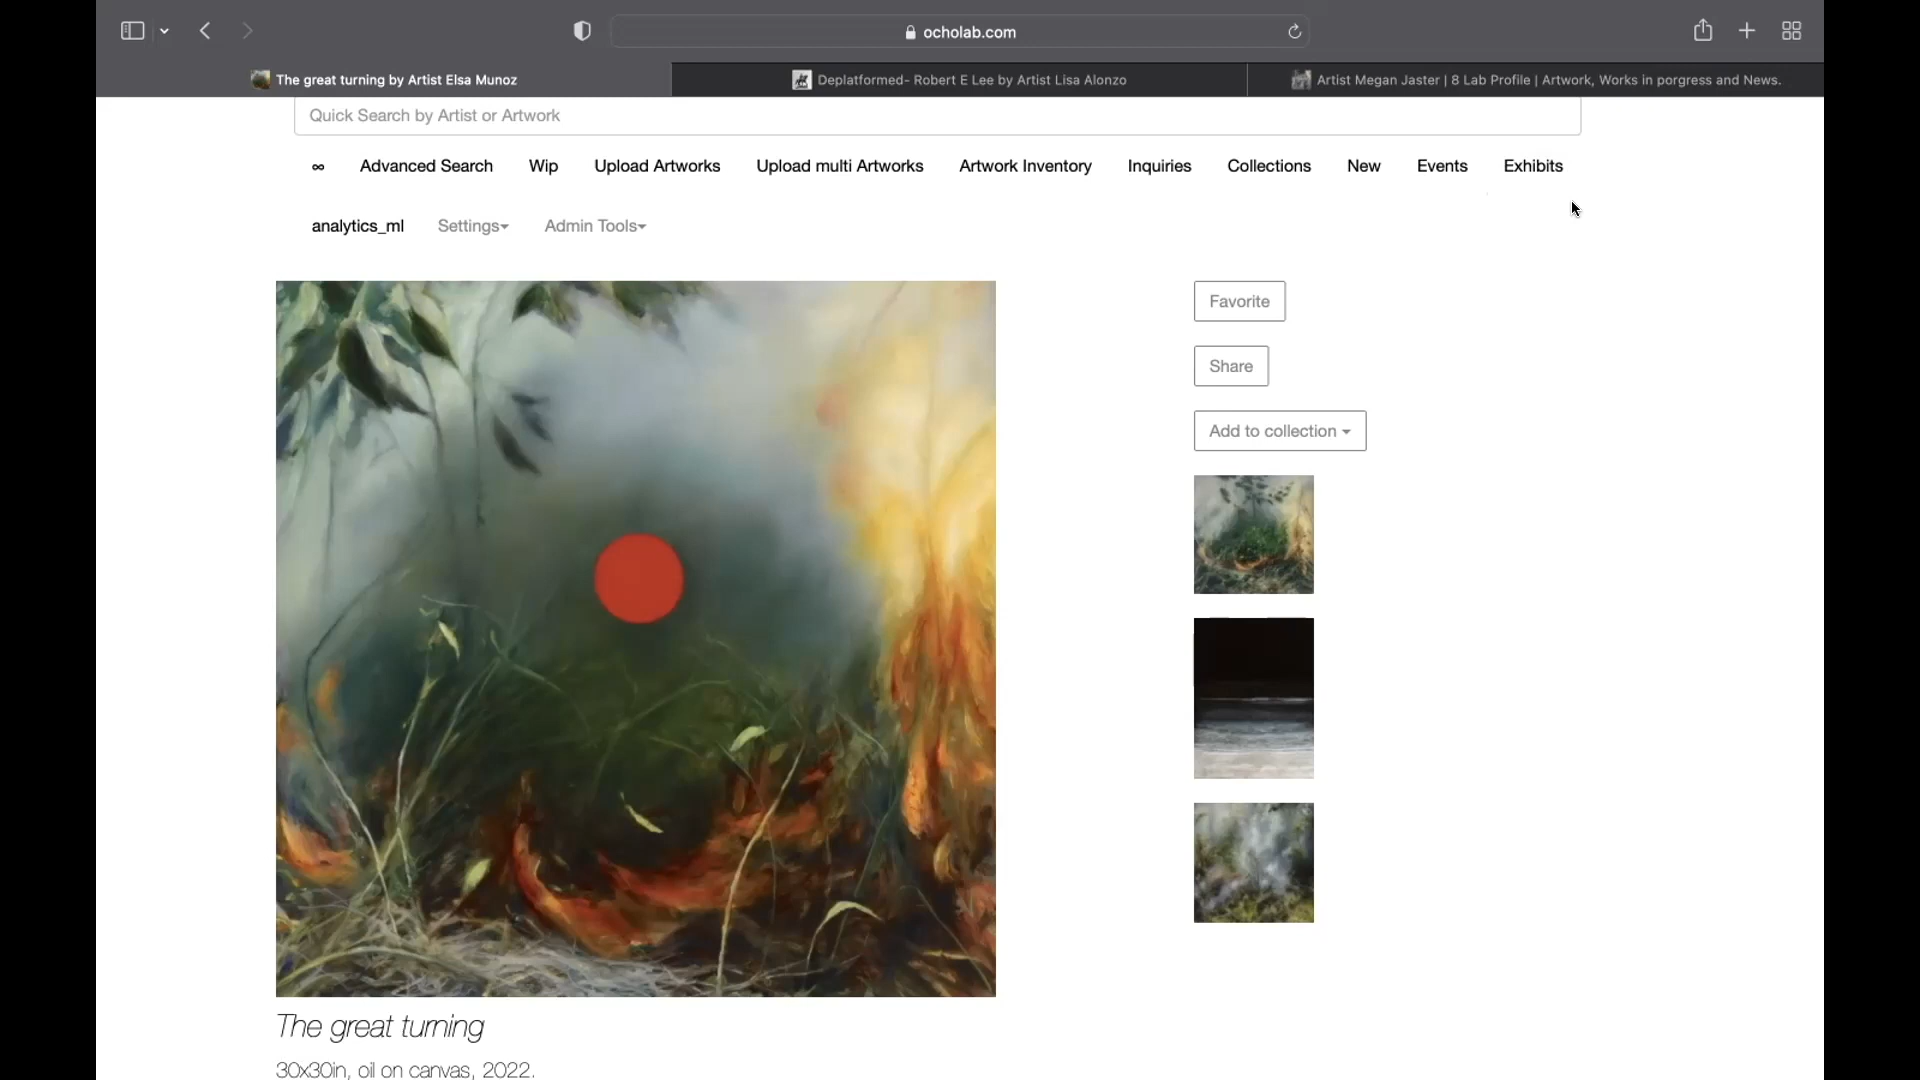 ocholab.com
The great turning by Artist Elsa Munoz
Deplatformed- Robert E Lee by Artist Lisa Alonzo
Artist Megan Jaster | 8 Lab Profile | Artwork, Works in porgress and News.
Quick Search by Artist or Artwork
∞ Advanced Search Wip Upload Artworks Upload multi Artworks Artwork Inventory Inquiries Collections New Events Exhibits
analytics_ml Settings Admin Tools
Favorite
Share
Add to collection
The great turning
30x30in, oil on canvas, 2022.